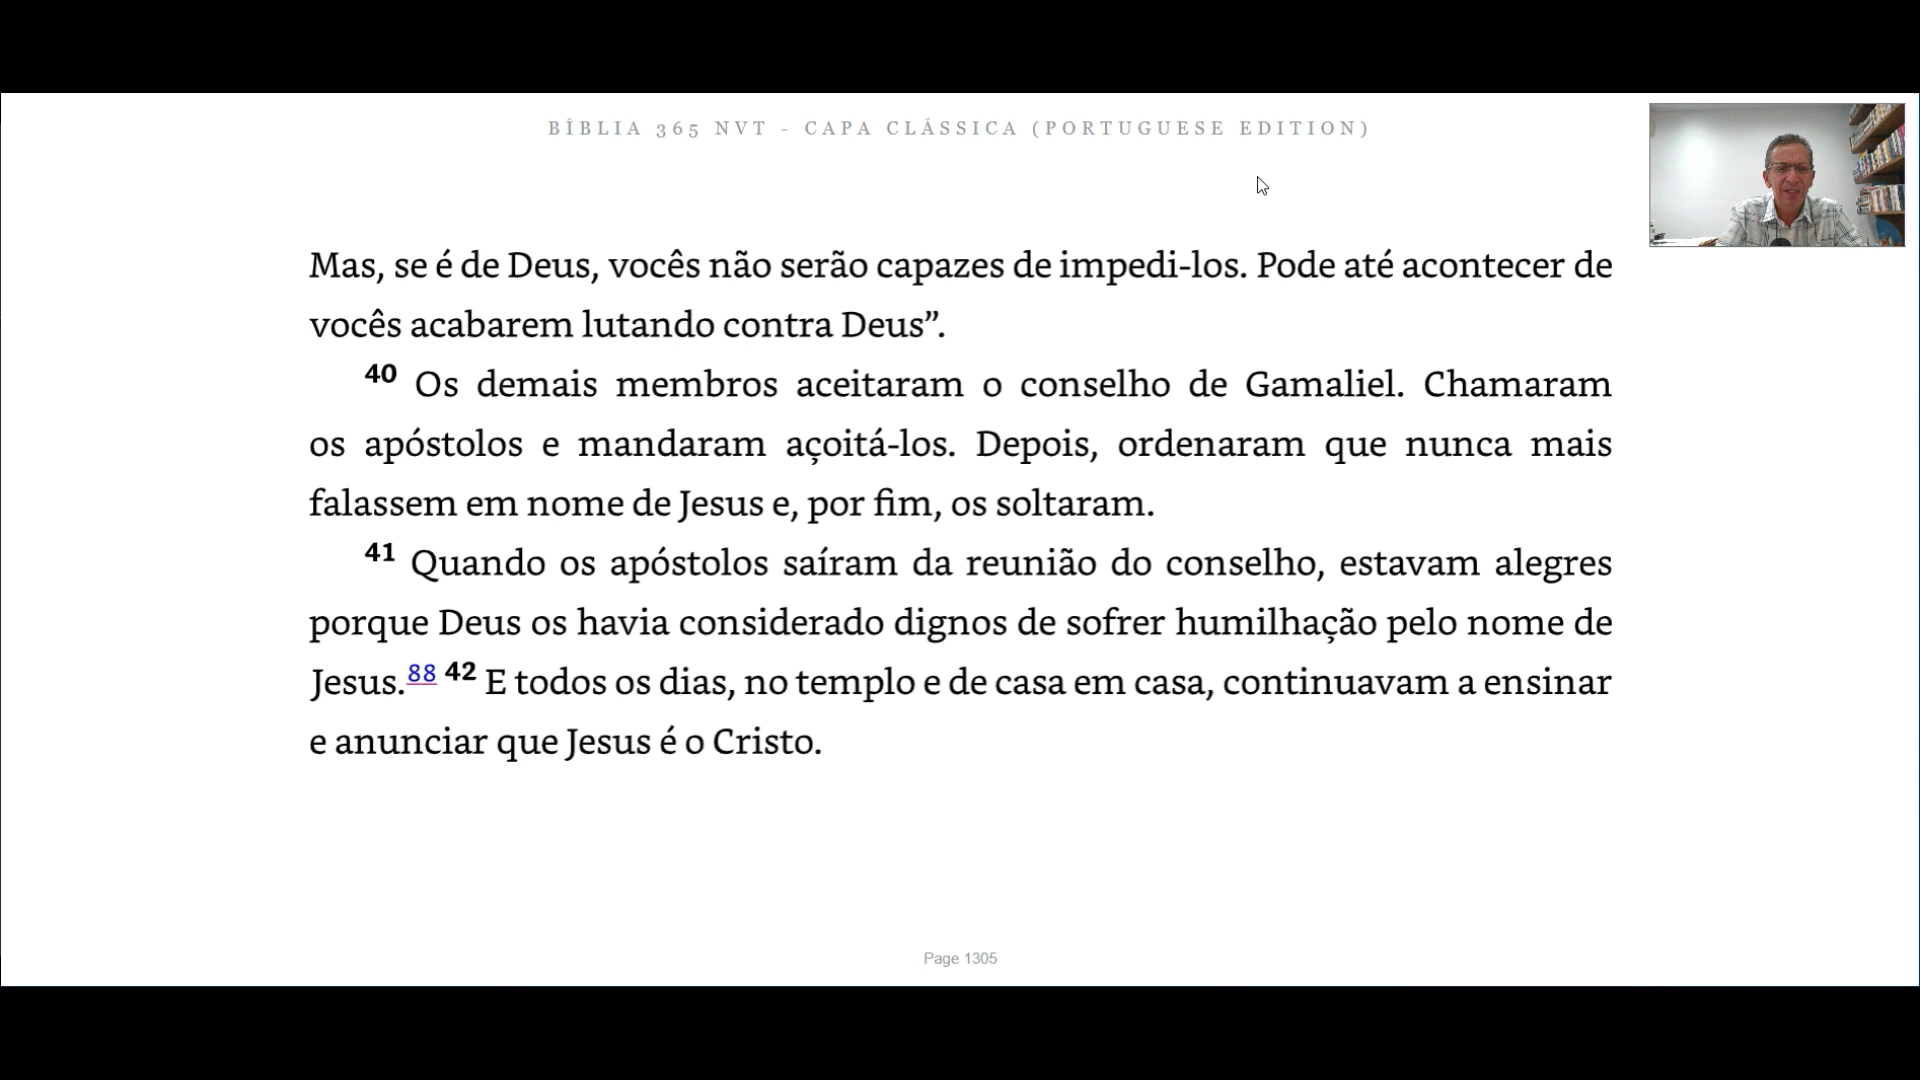 BÍBLIA 365 NVT - CAPA CLÁSSICA (PORTUGUESE EDITION)
Mas, se é de Deus, vocês não serão capazes de impedi-los. Pode até acontecer de
vocês acabarem lutando contra Deus”.
40 Os demais membros aceitaram o conselho de Gamaliel. Chamaram
os apóstolos e mandaram açoitá-los. Depois, ordenaram que nunca mais
falassem em nome de Jesus e, por fim, os soltaram.
41 Quando os apóstolos saíram da reunião do conselho, estavam alegres
porque Deus os havia considerado dignos de sofrer humilhação pelo nome de
Jesus.88 42 E todos os dias, no templo e de casa em casa, continuavam a ensinar
e anunciar que Jesus é o Cristo.
Page 1305